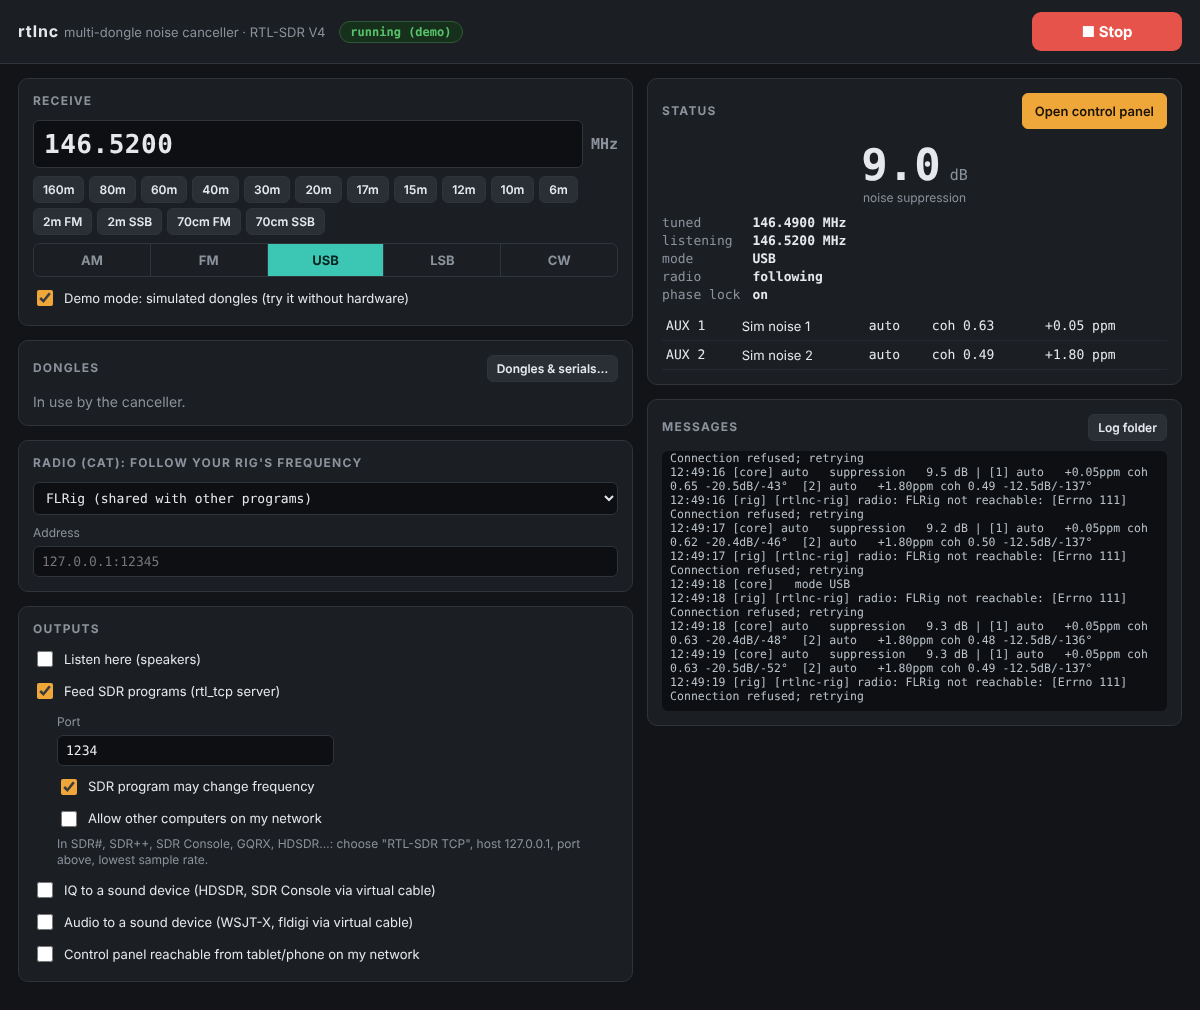 rtlnc multi-dongle noise canceller · RTL-SDR V4 running (demo)
Stop
RECEIVE
146.5200 MHz
160m 80m 60m 40m 30m 20m 17m 15m 12m 10m 6m
2m FM 2m SSB 70cm FM 70cm SSB
AM FM USB LSB CW
Demo mode: simulated dongles (try it without hardware)
DONGLES
Dongles & serials...
In use by the canceller.
RADIO (CAT): FOLLOW YOUR RIG'S FREQUENCY
FLRig (shared with other programs)
Address
127.0.0.1:12345
OUTPUTS
Listen here (speakers)
Feed SDR programs (rtl_tcp server)
Port
1234
SDR program may change frequency
Allow other computers on my network
In SDR#, SDR++, SDR Console, GQRX, HDSDR...: choose "RTL-SDR TCP", host 127.0.0.1, port
above, lowest sample rate.
IQ to a sound device (HDSDR, SDR Console via virtual cable)
Audio to a sound device (WSJT-X, fldigi via virtual cable)
Control panel reachable from tablet/phone on my network
STATUS
Open control panel
9.0 dB
noise suppression
tuned 146.4900 MHz
listening 146.5200 MHz
mode USB
radio following
phase lock on
AUX 1 Sim noise 1 auto coh 0.63 +0.05 ppm
AUX 2 Sim noise 2 auto coh 0.49 +1.80 ppm
MESSAGES
Log folder
Connection refused; retrying
12:49:16 [core] auto suppression 9.5 dB | [1] auto +0.05ppm coh
0.65 -20.5dB/-43° [2] auto +1.80ppm coh 0.49 -12.5dB/-137°
12:49:16 [rig] [rtlnc-rig] radio: FLRig not reachable: [Errno 111]
Connection refused; retrying
12:49:17 [core] auto suppression 9.2 dB | [1] auto +0.05ppm coh
0.62 -20.4dB/-46° [2] auto +1.80ppm coh 0.50 -12.5dB/-137°
12:49:17 [rig] [rtlnc-rig] radio: FLRig not reachable: [Errno 111]
Connection refused; retrying
12:49:18 [core] mode USB
12:49:18 [rig] [rtlnc-rig] radio: FLRig not reachable: [Errno 111]
Connection refused; retrying
12:49:18 [core] auto suppression 9.3 dB | [1] auto +0.05ppm coh
0.63 -20.4dB/-48° [2] auto +1.80ppm coh 0.48 -12.5dB/-136°
12:49:19 [core] auto suppression 9.3 dB | [1] auto +0.05ppm coh
0.63 -20.4dB/-52° [2] auto +1.80ppm coh 0.49 -12.5dB/-137°
12:49:19 [rig] [rtlnc-rig] radio: FLRig not reachable: [Errno 111]
Connection refused; retrying